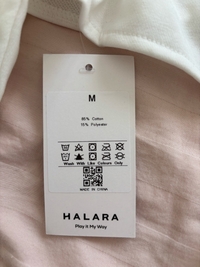 M
85% Cotton
15% Polyester
Wash With Like Colours Only
MADE IN CHINA
HALARA
Play It My Way